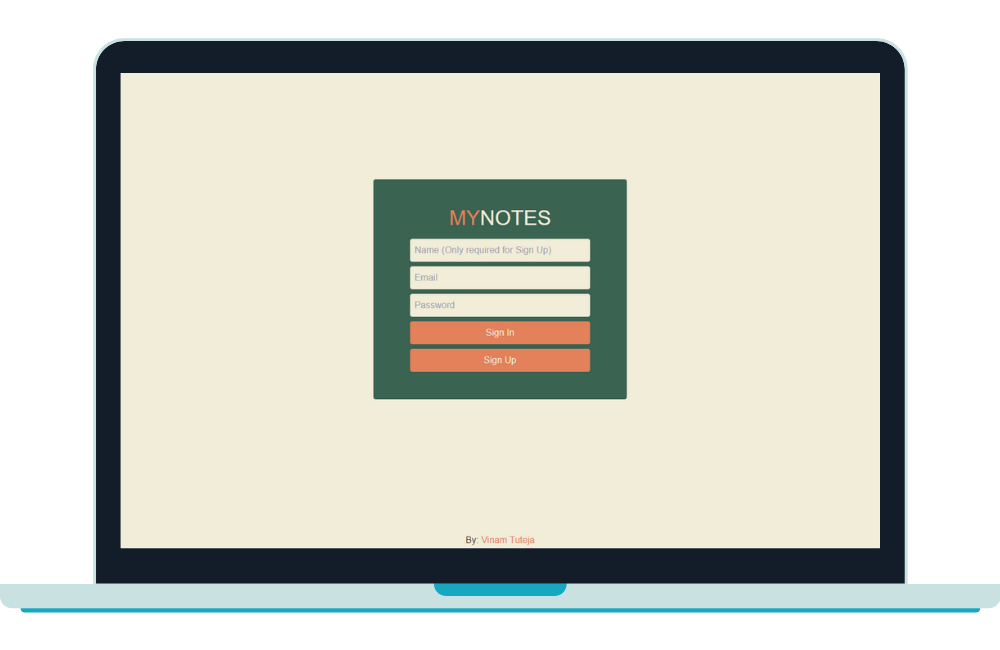 MYNOTES
Name (Only required for Sign Up)
Email
Password
Sign In
Sign Up
By: Vinam Tuteja